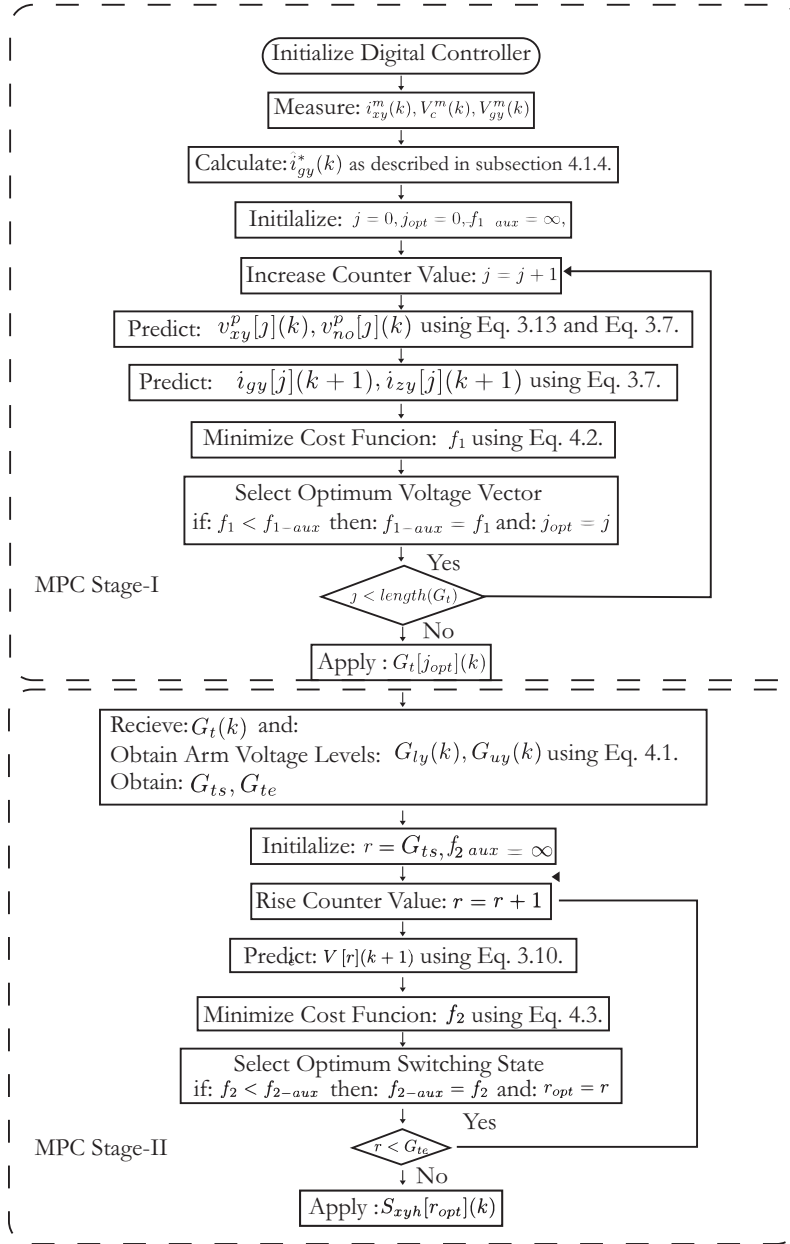 Initialize Digital Controller
Measure: i_{xy}^m(k), V_c^m(k), V_{gy}^m(k)
Calculate: i_{gy}^*(k) as described in subsection 4.1.4.
Initilalize: j = 0, j_{opt} = 0, f_{1 aux} = ∞,
Increase Counter Value: j = j + 1
Predict: v_{xy}^p[j](k), v_{no}^p[j](k) using Eq. 3.13 and Eq. 3.7.
Predict: i_{gy}[j](k + 1), i_{zy}[j](k + 1) using Eq. 3.7.
Minimize Cost Funcion: f_1 using Eq. 4.2.
Select Optimum Voltage Vector
if: f_1 < f_{1-aux} then: f_{1-aux} = f_1 and: j_{opt} = j
Yes
MPC Stage-I
j < length(G_t)
No
Apply : G_t[j_{opt}](k)
Recieve: G_t(k) and:
Obtain Arm Voltage Levels: G_{ly}(k), G_{uy}(k) using Eq. 4.1.
Obtain: G_{ts}, G_{te}
Initilalize: r = G_{ts}, f_{2 aux} = ∞
Rise Counter Value: r = r + 1
Predict: V_c[r](k + 1) using Eq. 3.10.
Minimize Cost Funcion: f_2 using Eq. 4.3.
Select Optimum Switching State
if: f_2 < f_{2-aux} then: f_{2-aux} = f_2 and: r_{opt} = r
Yes
MPC Stage-II
r < G_{te}
No
Apply : S_{xyh}[r_{opt}](k)